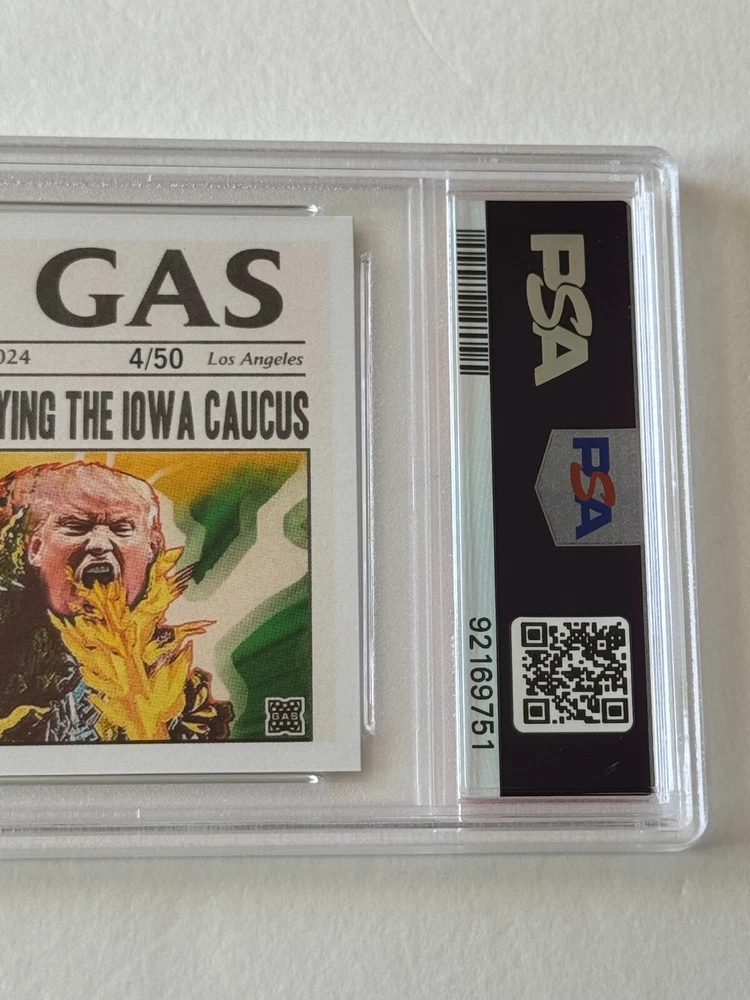 GAS
024
4/50
Los Angeles
YING THE IOWA CAUCUS
GAS
PSA
PSA
92169751